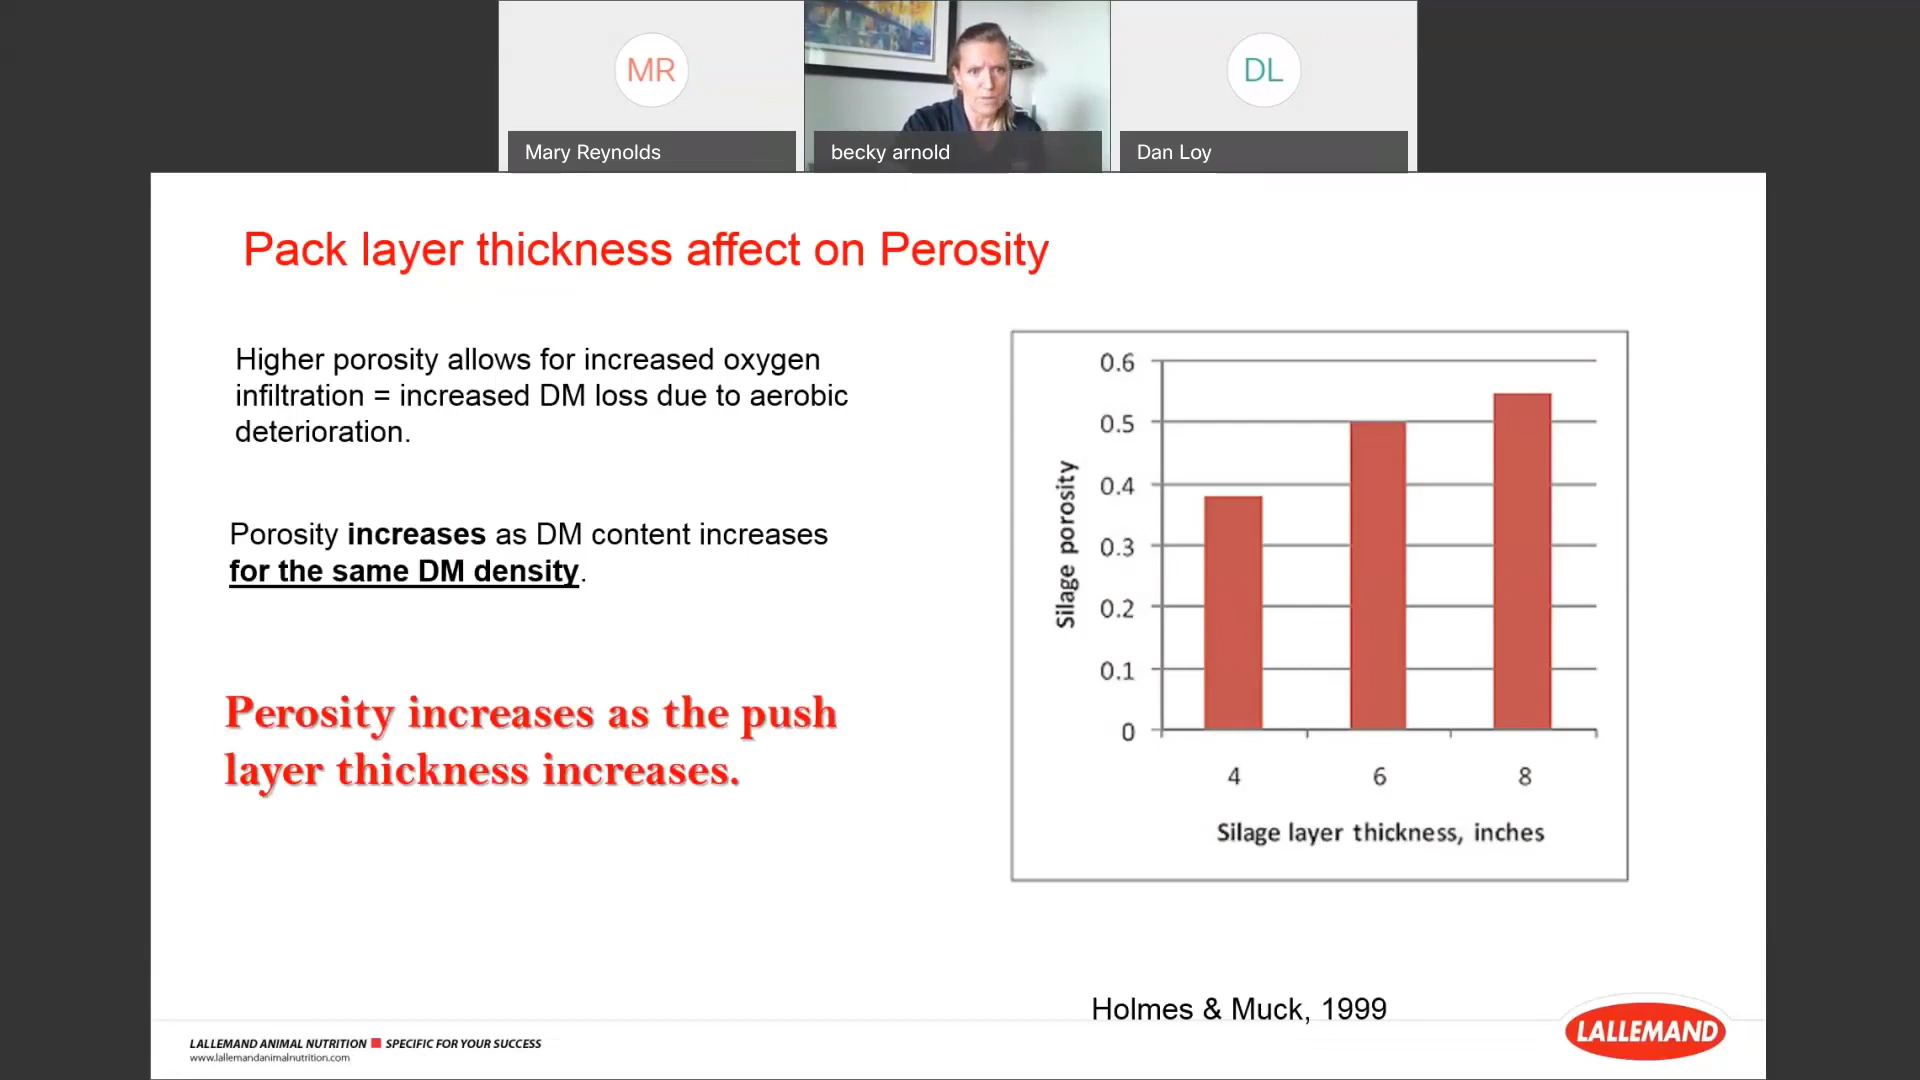 MR
DL
Mary Reynolds
becky arnold
Dan Loy
Pack layer thickness affect on Perosity
Higher porosity allows for increased oxygen
infiltration = increased DM loss due to aerobic
deterioration.
Porosity increases as DM content increases
for the same DM density.
Perosity increases as the push
layer thickness increases.
0.6
0.5
0.4
0.3
0.2
0.1
0
Silage porosity
4
6
8
Silage layer thickness, inches
Holmes & Muck, 1999
LALLEMAND ANIMAL NUTRITION SPECIFIC FOR YOUR SUCCESS
www.lallemandanimalnutrition.com
LALLEMAND